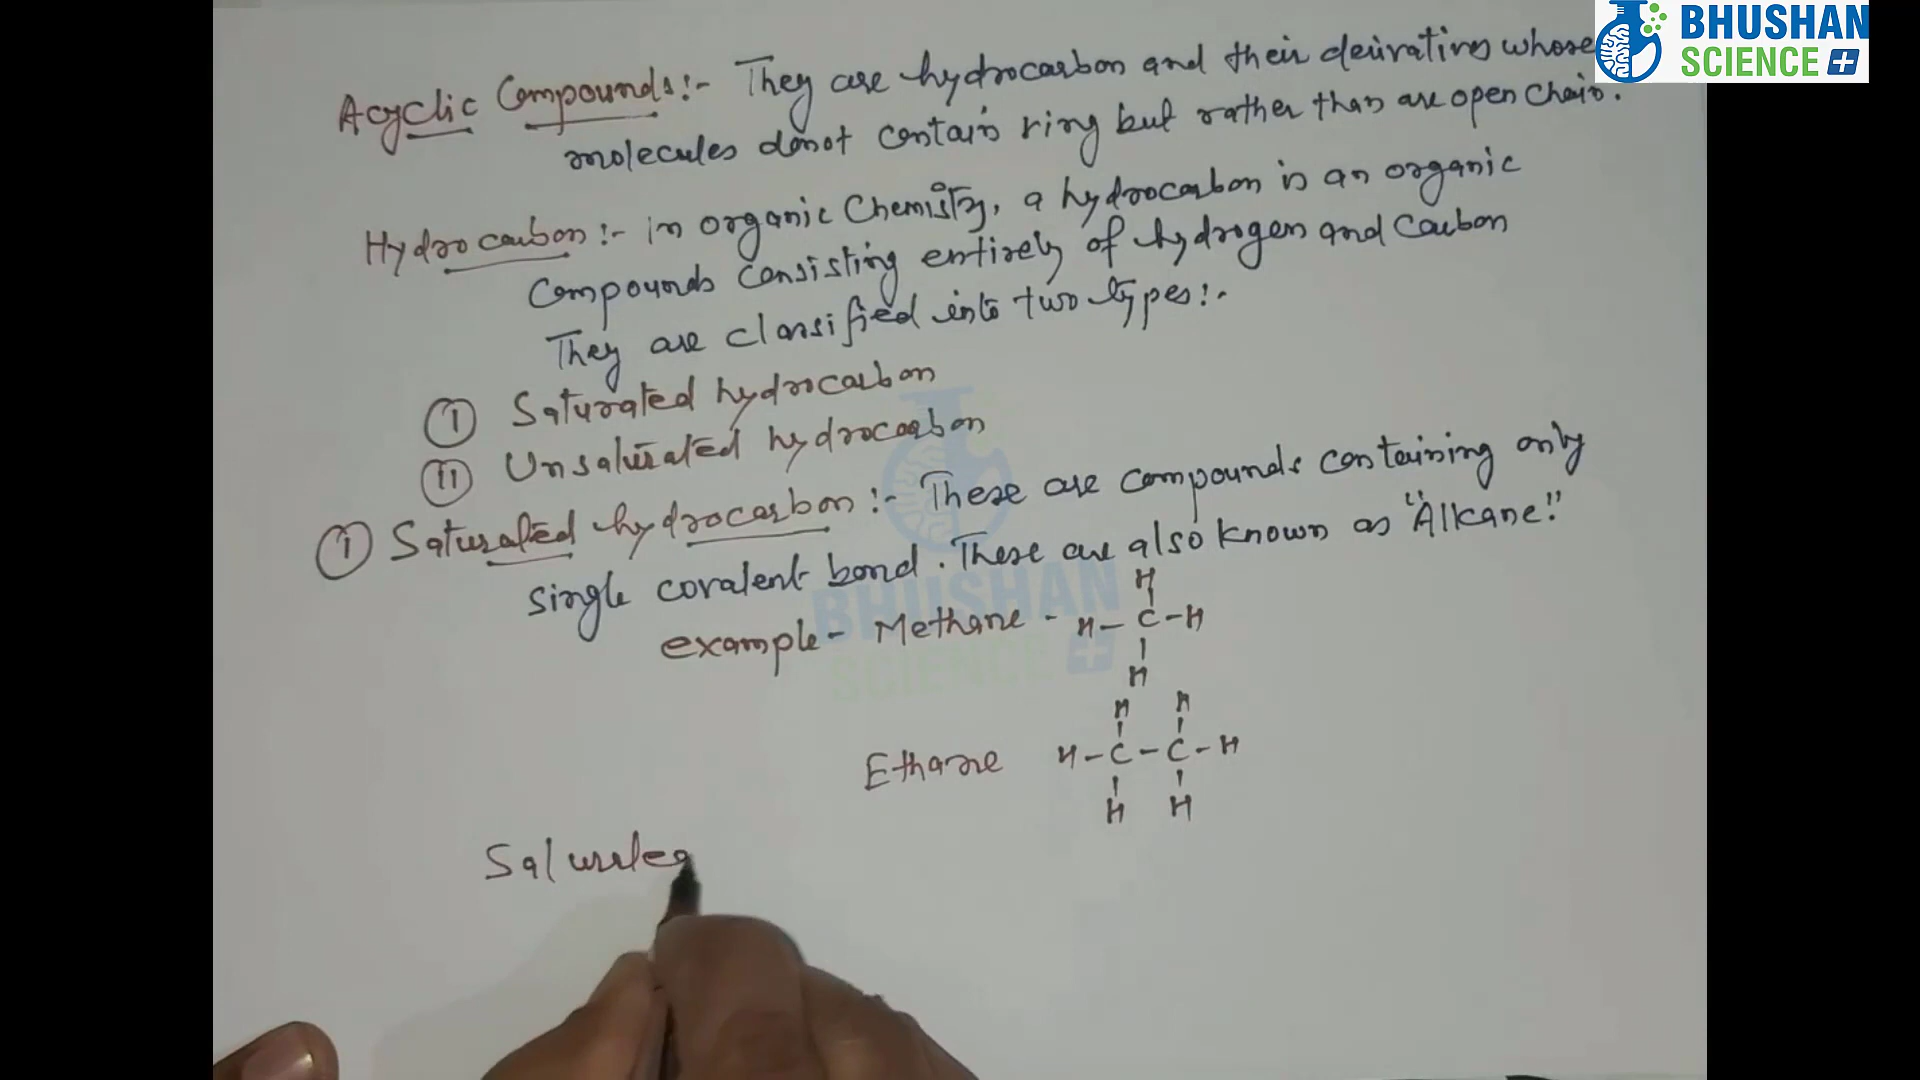 BHUSHAN
SCIENCE +
Acyclic Compounds:- They are hydrocarbon and their derivatives whose
molecules donot contain ring but rather than are open chain.
Hydrocarbon:- in organic Chemistry, a hydrocarbon is an organic
Compounds consisting entirely of hydrogen and Carbon
They are classified into two types:-
I Saturated hydrocarbon
II Unsaturated hydrocarbon
I Saturated hydrocarbon:- These are compounds containing only
single covalent bond. These are also known as "Alkane."
H
example- Methane - H-C-H
H
H H
Ethane H-C-C-H
H H
BHUSHAN
SCIENCE +